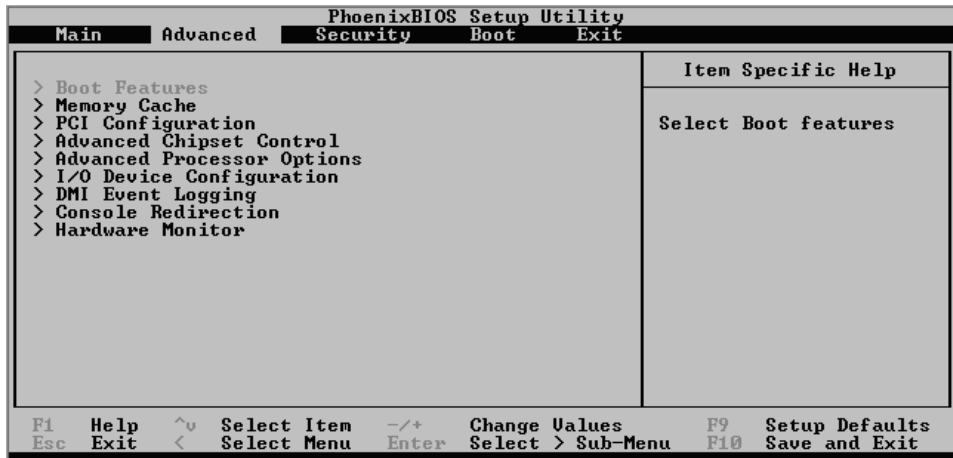 PhoenixBIOS Setup Utility
Main Advanced Security Boot Exit
> Boot Features
> Memory Cache
> PCI Configuration
> Advanced Chipset Control
> Advanced Processor Options
> I/O Device Configuration
> DMI Event Logging
> Console Redirection
> Hardware Monitor
Item Specific Help
Select Boot features
F1 Help ^v Select Item -/+ Change Values F9 Setup Defaults
Esc Exit < Select Menu Enter Select > Sub-Menu F10 Save and Exit